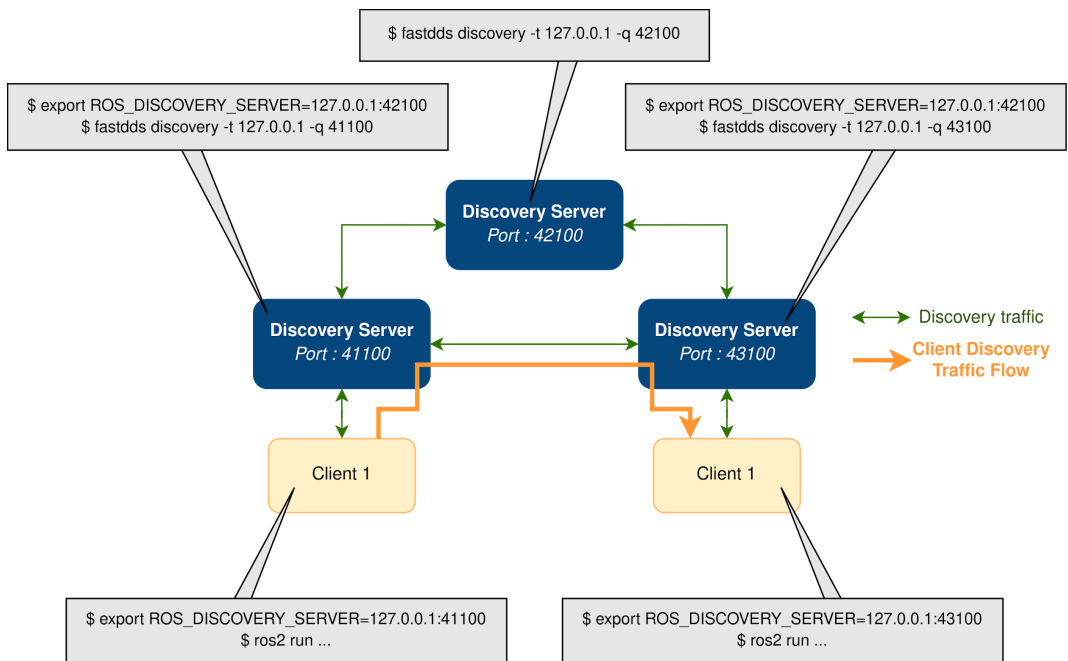 $ fastdds discovery -t 127.0.0.1 -q 42100
$ export ROS_DISCOVERY_SERVER=127.0.0.1:42100
$ fastdds discovery -t 127.0.0.1 -q 41100
$ export ROS_DISCOVERY_SERVER=127.0.0.1:42100
$ fastdds discovery -t 127.0.0.1 -q 43100
Discovery Server
Port : 42100
Discovery Server
Port : 41100
Discovery Server
Port : 43100
Discovery traffic
Client Discovery
Traffic Flow
Client 1
Client 1
$ export ROS_DISCOVERY_SERVER=127.0.0.1:41100
$ ros2 run ...
$ export ROS_DISCOVERY_SERVER=127.0.0.1:43100
$ ros2 run ...